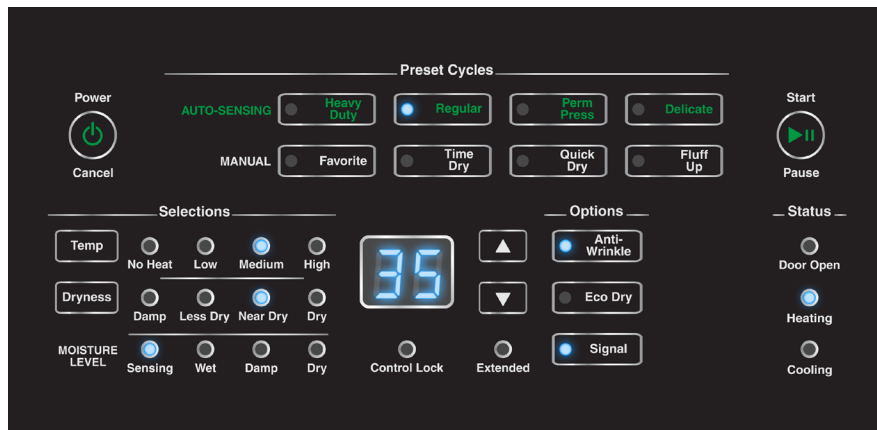 Preset Cycles
Power
Cancel
AUTO-SENSING
Heavy
Duty
Regular
Perm
Press
Delicate
MANUAL
Favorite
Time
Dry
Quick
Dry
Fluff
Up
Start
Pause
Selections
Temp
No Heat Low Medium High
Dryness
Damp Less Dry Near Dry Dry
MOISTURE
LEVEL
Sensing Wet Damp Dry
35
Control Lock
Extended
Options
Anti-
Wrinkle
Eco Dry
Signal
Status
Door Open
Heating
Cooling